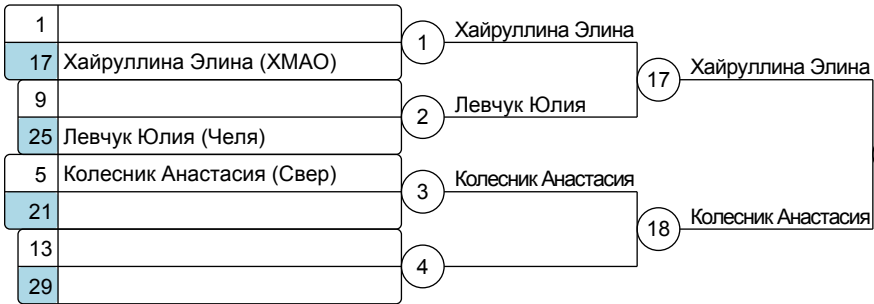 1
17 Хайруллина Элина (ХМАО)
9
25 Левчук Юлия (Челя)
5 Колесник Анастасия (Свер)
21
13
29
1
2
3
4
Хайруллина Элина
Левчук Юлия
Колесник Анастасия
17
18
Хайруллина Элина
Колесник Анастасия